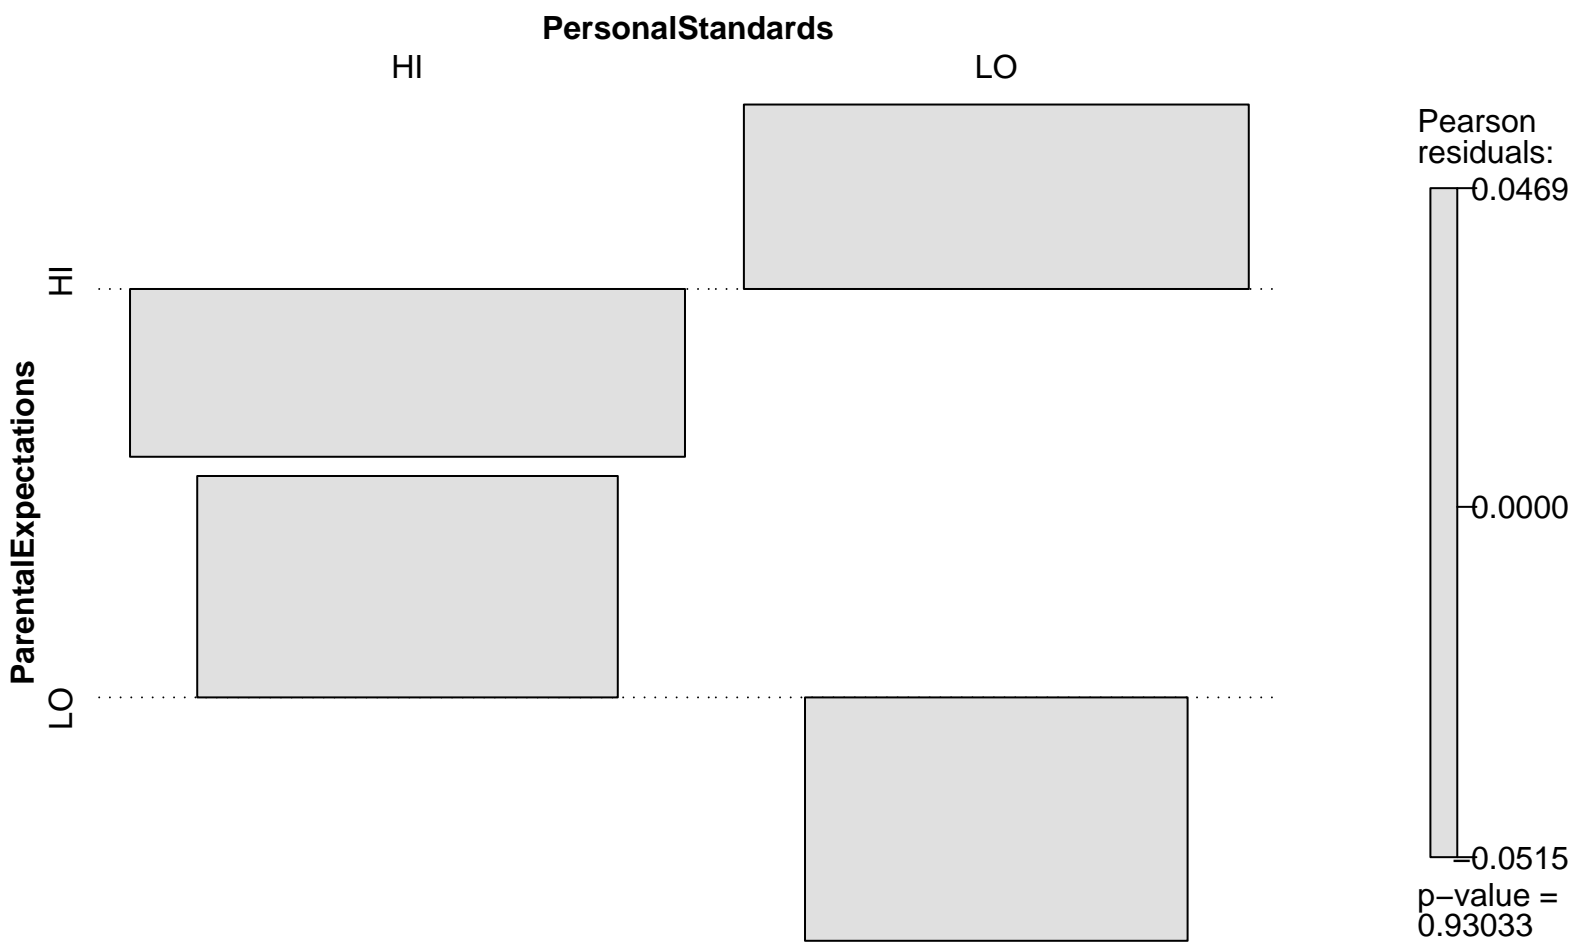 PersonalStandards
HI
LO
ParentalExpectations
HI
LO
Pearson
residuals:
0.0469
0.0000
−0.0515
p−value =
0.93033